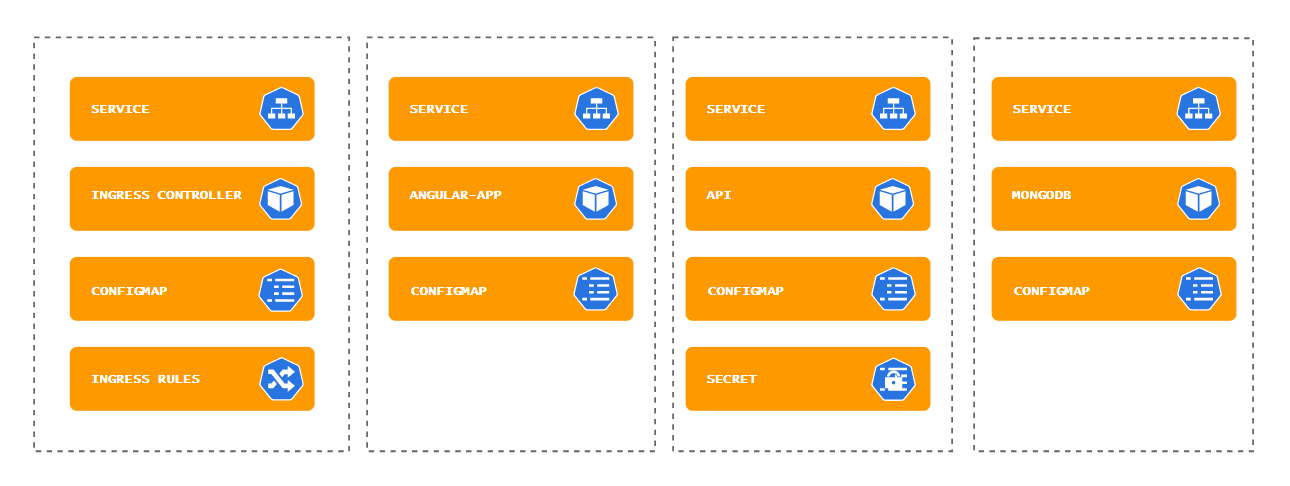 SERVICE
INGRESS CONTROLLER
CONFIGMAP
INGRESS RULES
SERVICE
ANGULAR-APP
CONFIGMAP
SERVICE
API
CONFIGMAP
SECRET
SERVICE
MONGODB
CONFIGMAP